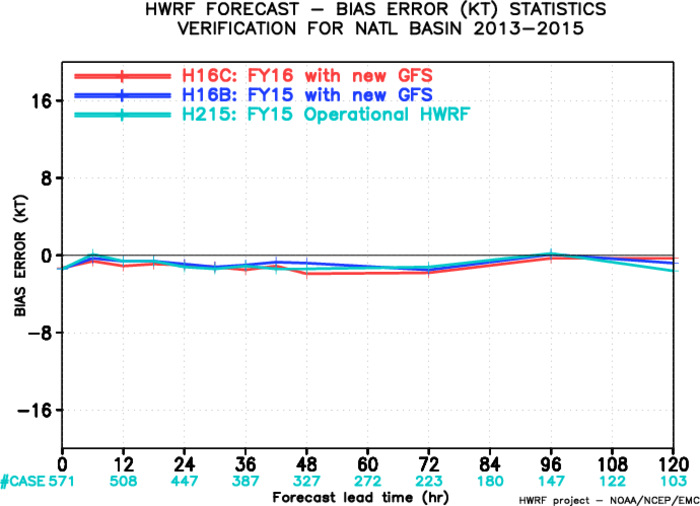 HWRF FORECAST – BIAS ERROR (KT) STATISTICS
VERIFICATION FOR NATL BASIN 2013–2015
H16C: FY16 with new GFS
H16B: FY15 with new GFS
H215: FY15 Operational HWRF
BIAS ERROR (KT)
16
8
0
–8
–16
0 12 24 36 48 60 72 84 96 108 120
#CASE 571 508 447 387 327 272 223 180 147 122 103
Forecast lead time (hr)
HWRF project – NOAA/NCEP/EMC